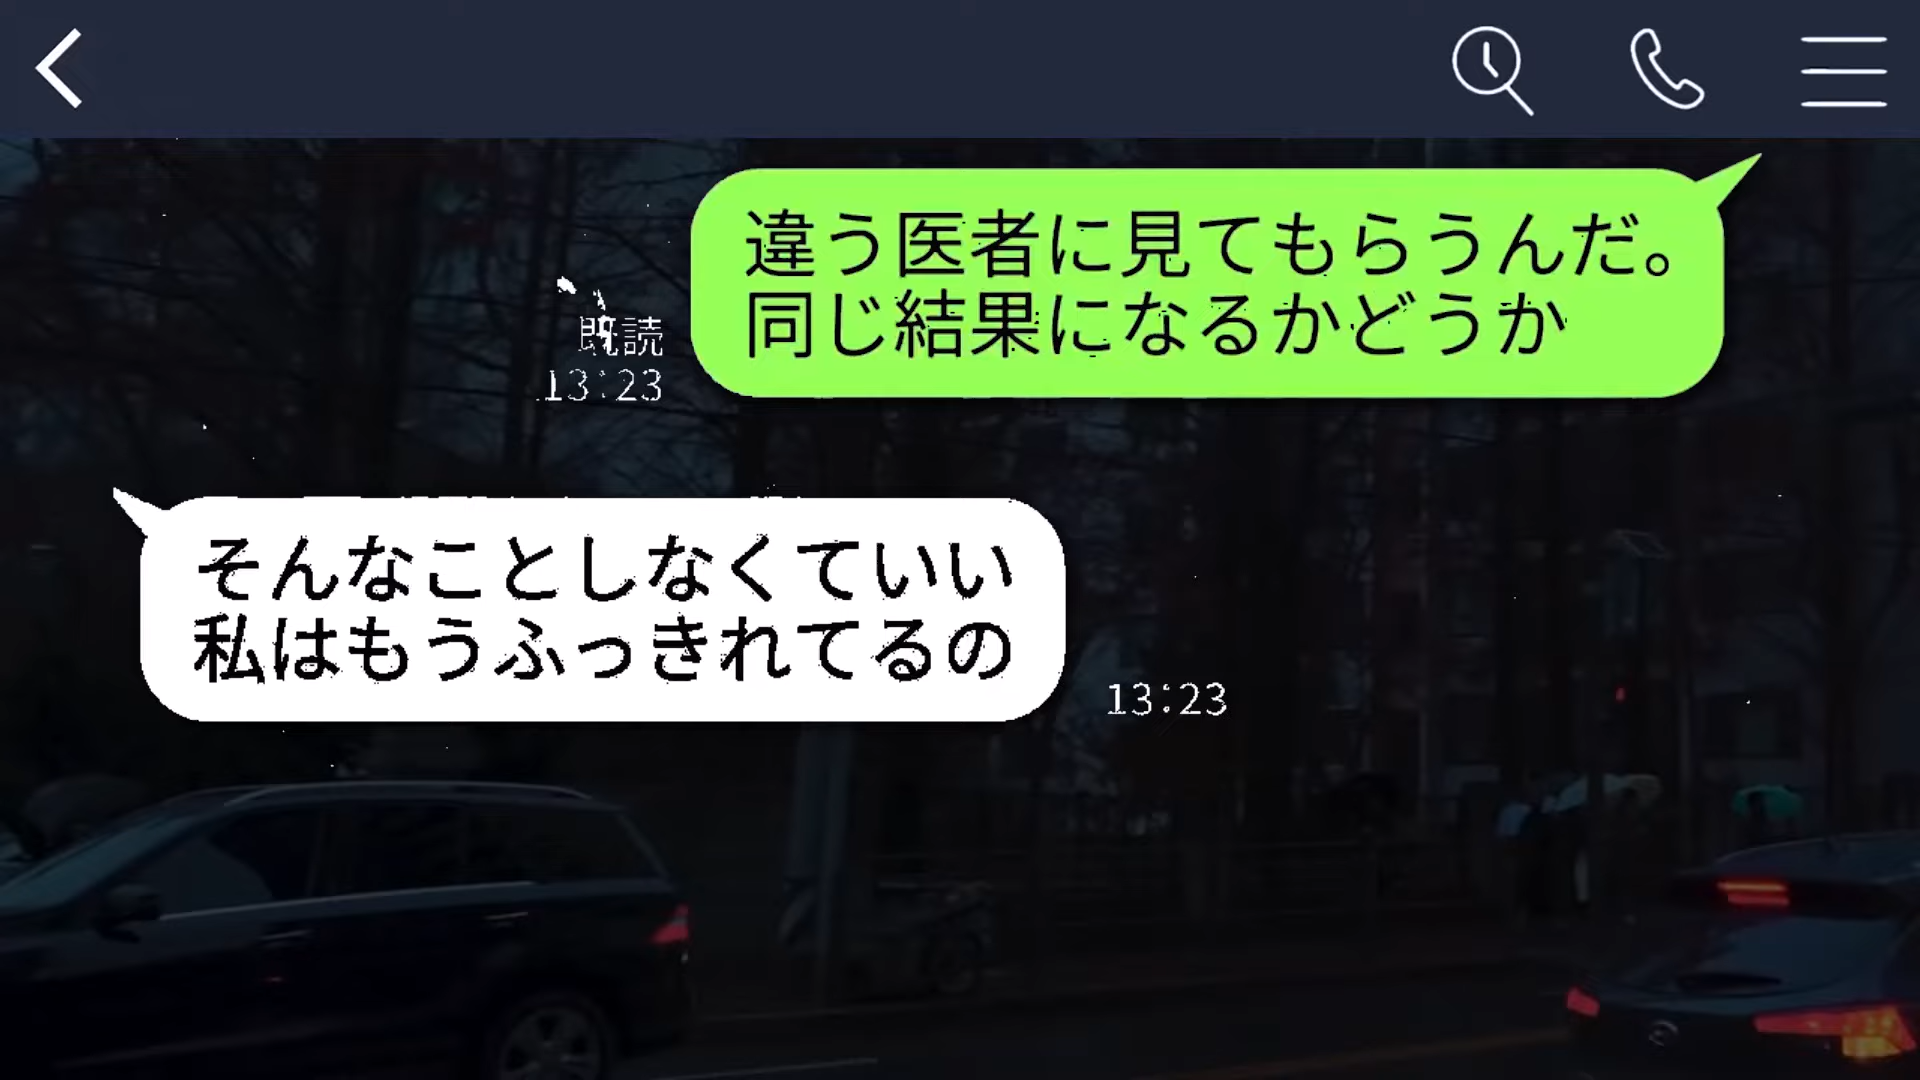 違う医者に見てもらうんだ。
同じ結果になるかどうか
既読
13:23
そんなことしなくていい
私はもうふっきれてるの
13:23